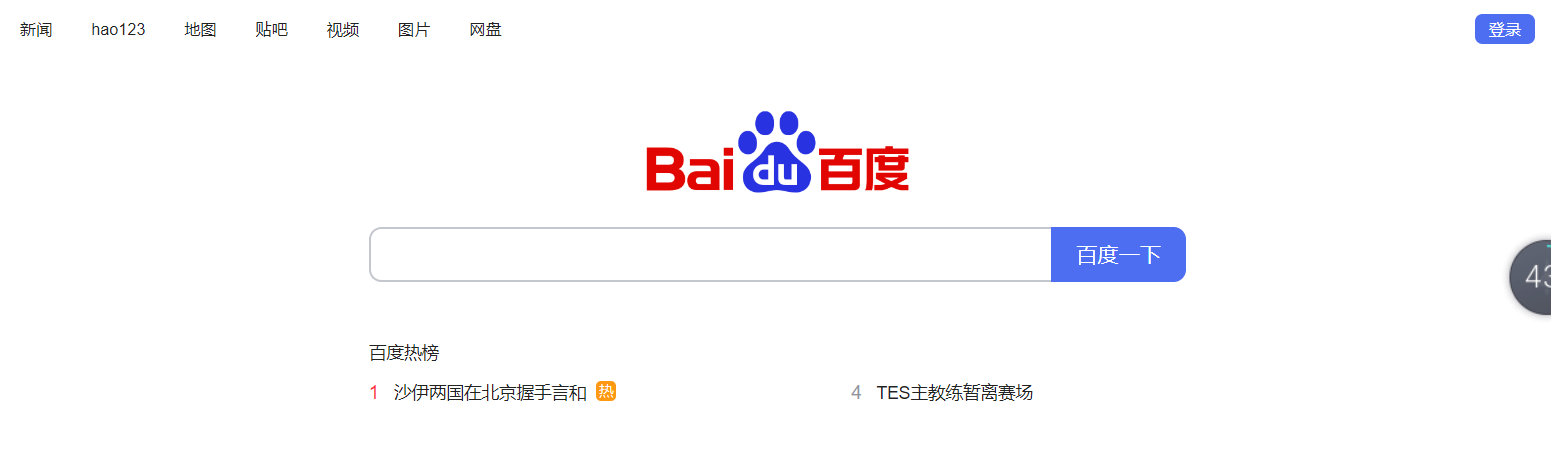 新闻 hao123 地图 贴吧 视频 图片 网盘 登录
Bai du 百度
百度一下
43
百度热榜
1 沙伊两国在北京握手言和 热 4 TES主教练暂离赛场